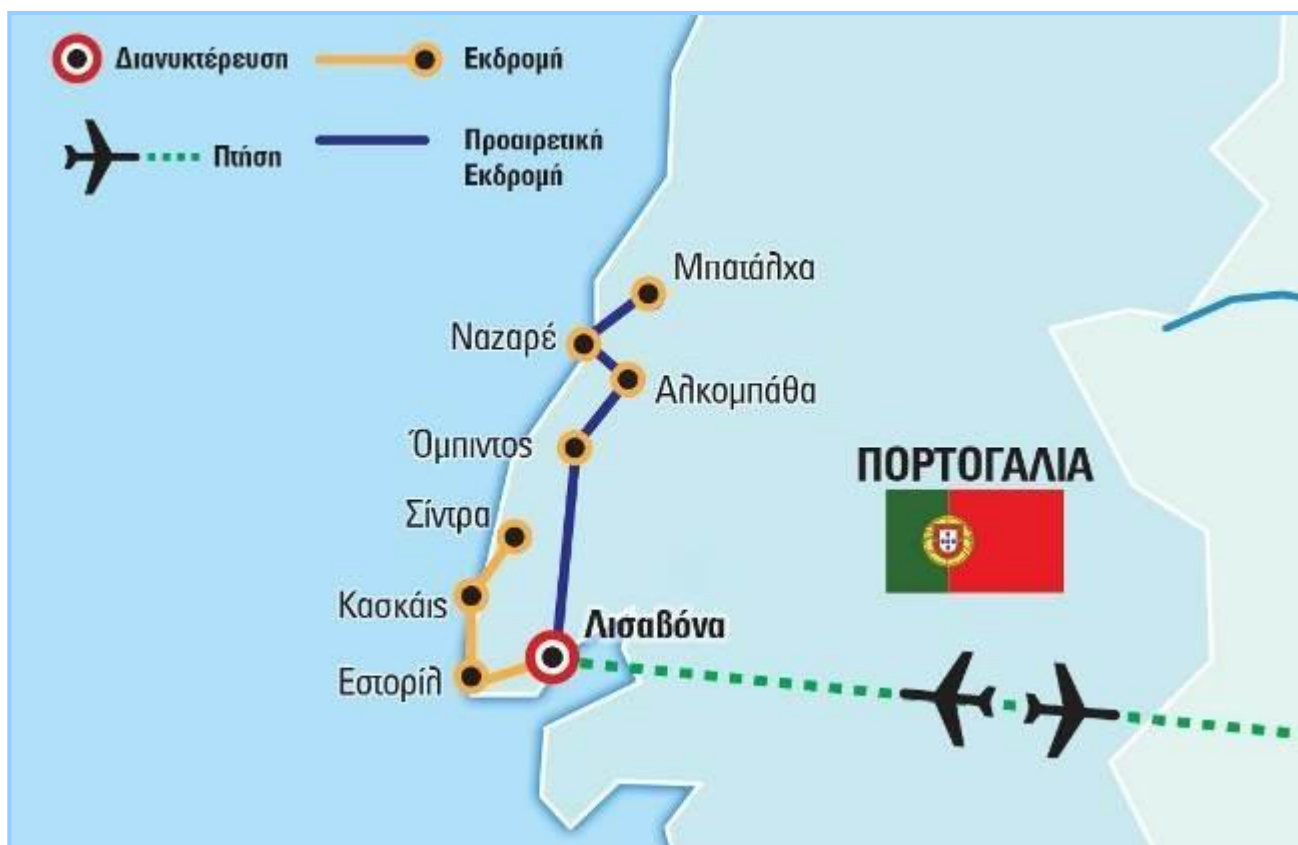 Διανυκτέρευση
Εκδρομή
Πτήση
Προαιρετική
Εκδρομή
Μπατάλχα
Ναζαρέ
Αλκομπάθα
Όμπιντος
ΠΟΡΤΟΓΑΛΙΑ
Σίντρα
Κασκάις
Λισαβόνα
Εστορίλ